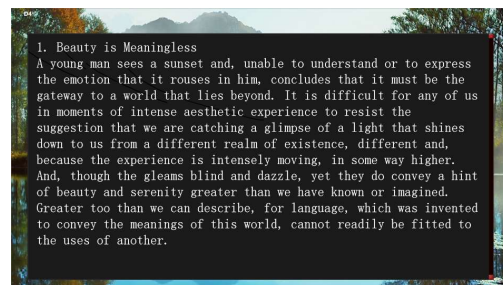 1. Beauty is Meaningless
A young man sees a sunset and, unable to understand or to express
the emotion that it rouses in him, concludes that it must be the
gateway to a world that lies beyond. It is difficult for any of us
in moments of intense aesthetic experience to resist the
suggestion that we are catching a glimpse of a light that shines
down to us from a different realm of existence, different and,
because the experience is intensely moving, in some way higher.
And, though the gleams blind and dazzle, yet they do convey a hint
of beauty and serenity greater than we have known or imagined.
Greater too than we can describe, for language, which was invented
to convey the meanings of this world, cannot readily be fitted to
the uses of another.